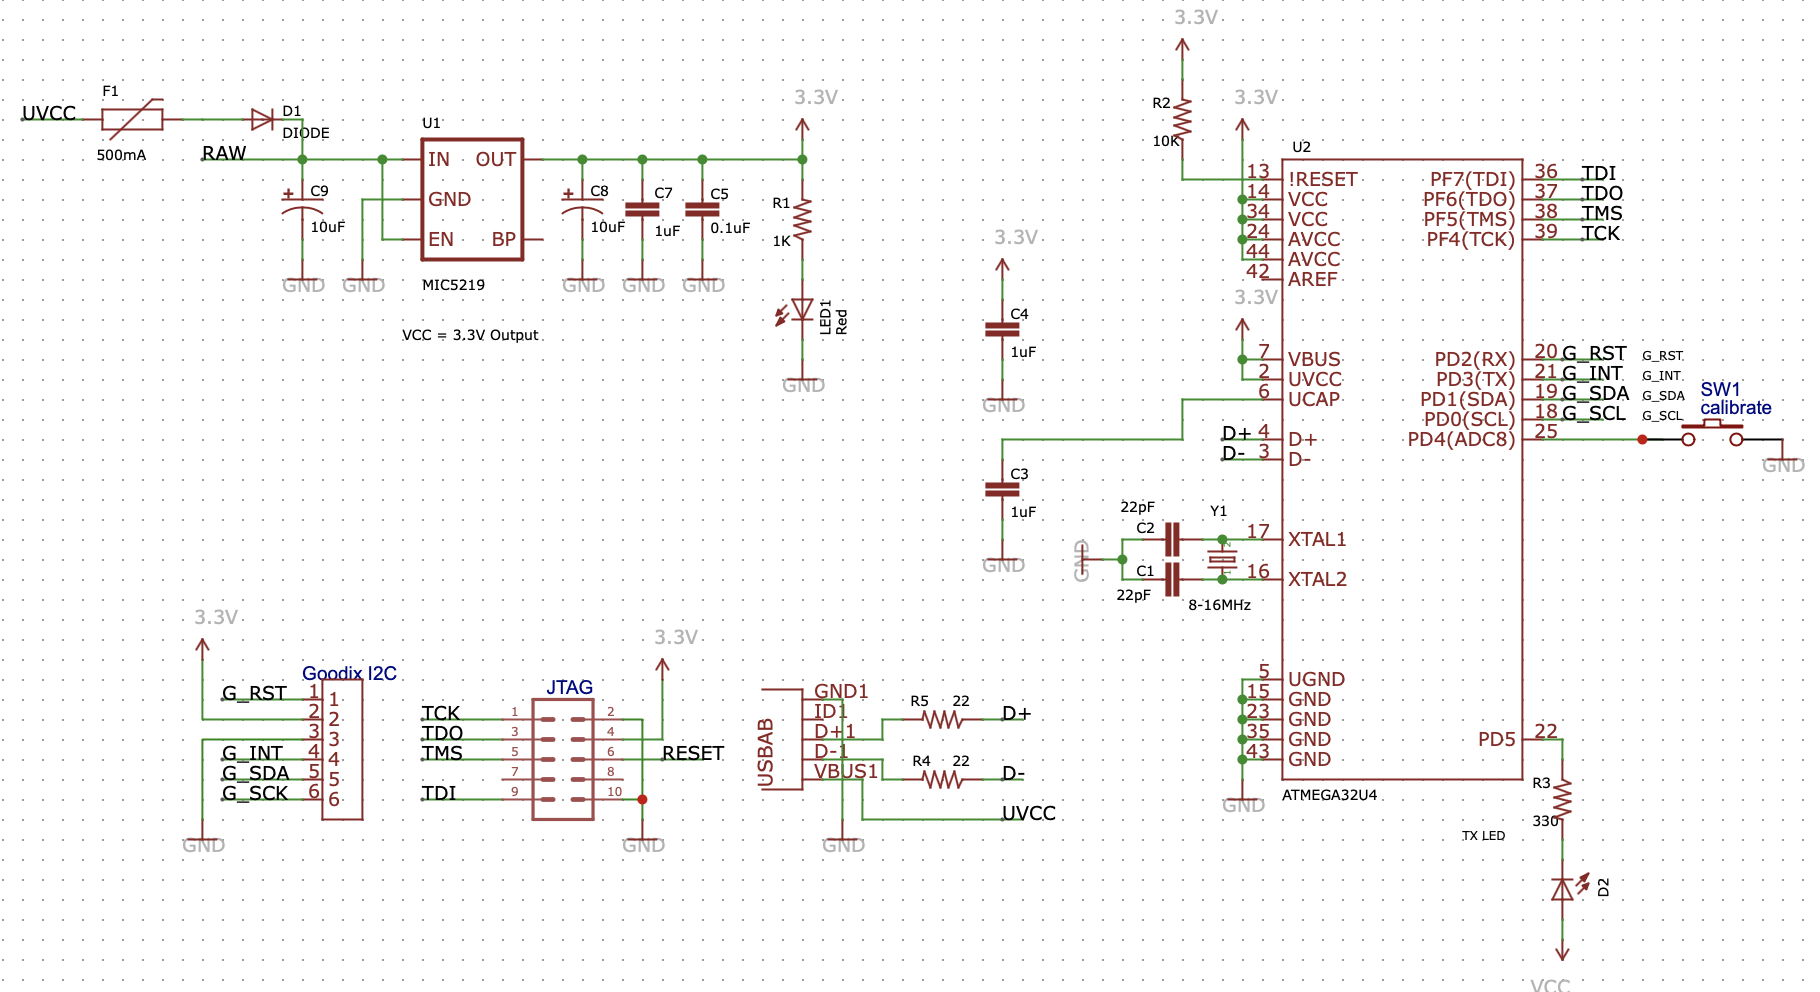 3.3V
F1
UVCC
500mA
D1
DIODE
RAW
C9
10uF
GND
GND
U1
IN
OUT
GND
EN
BP
MIC5219
VCC = 3.3V Output
C8
10uF
GND
C7
1uF
GND
C5
0.1uF
GND
3.3V
R1
1K
LED1
Red
GND
R2
10K
3.3V
3.3V
C4
1uF
GND
C3
1uF
GND
U2
13 !RESET
14 VCC
34 VCC
24 AVCC
44 AVCC
42 AREF
3.3V
7 VBUS
2 UVCC
6 UCAP
D+ 4 D+
D- 3 D-
17 XTAL1
16 XTAL2
5 UGND
15 GND
23 GND
35 GND
43 GND
GND
ATMEGA32U4
PF7(TDI) 36 TDI
PF6(TDO) 37 TDO
PF5(TMS) 38 TMS
PF4(TCK) 39 TCK
PD2(RX) 20 G_RST G_RST
PD3(TX) 21 G_INT G_INT
PD1(SDA) 19 G_SDA G_SDA
PD0(SCL) 18 G_SCL G_SCL
PD4(ADC8) 25
SW1
calibrate
GND
PD5 22
R3
330
TX LED
D2
VCC
22pF
C2
Y1
GND
C1
22pF
2
1
8-16MHz
3.3V
Goodix I2C
G_RST 1 1
2 2
3 3
G_INT 4 4
G_SDA 5 5
G_SCK 6 6
GND
3.3V
JTAG
TCK 1 2
TDO 3 4
TMS 5 6 RESET
7 8
TDI 9 10
GND
USBAB
GND1
ID1
D+1
D-1
VBUS1
GND
R5 22 D+
R4 22 D-
UVCC